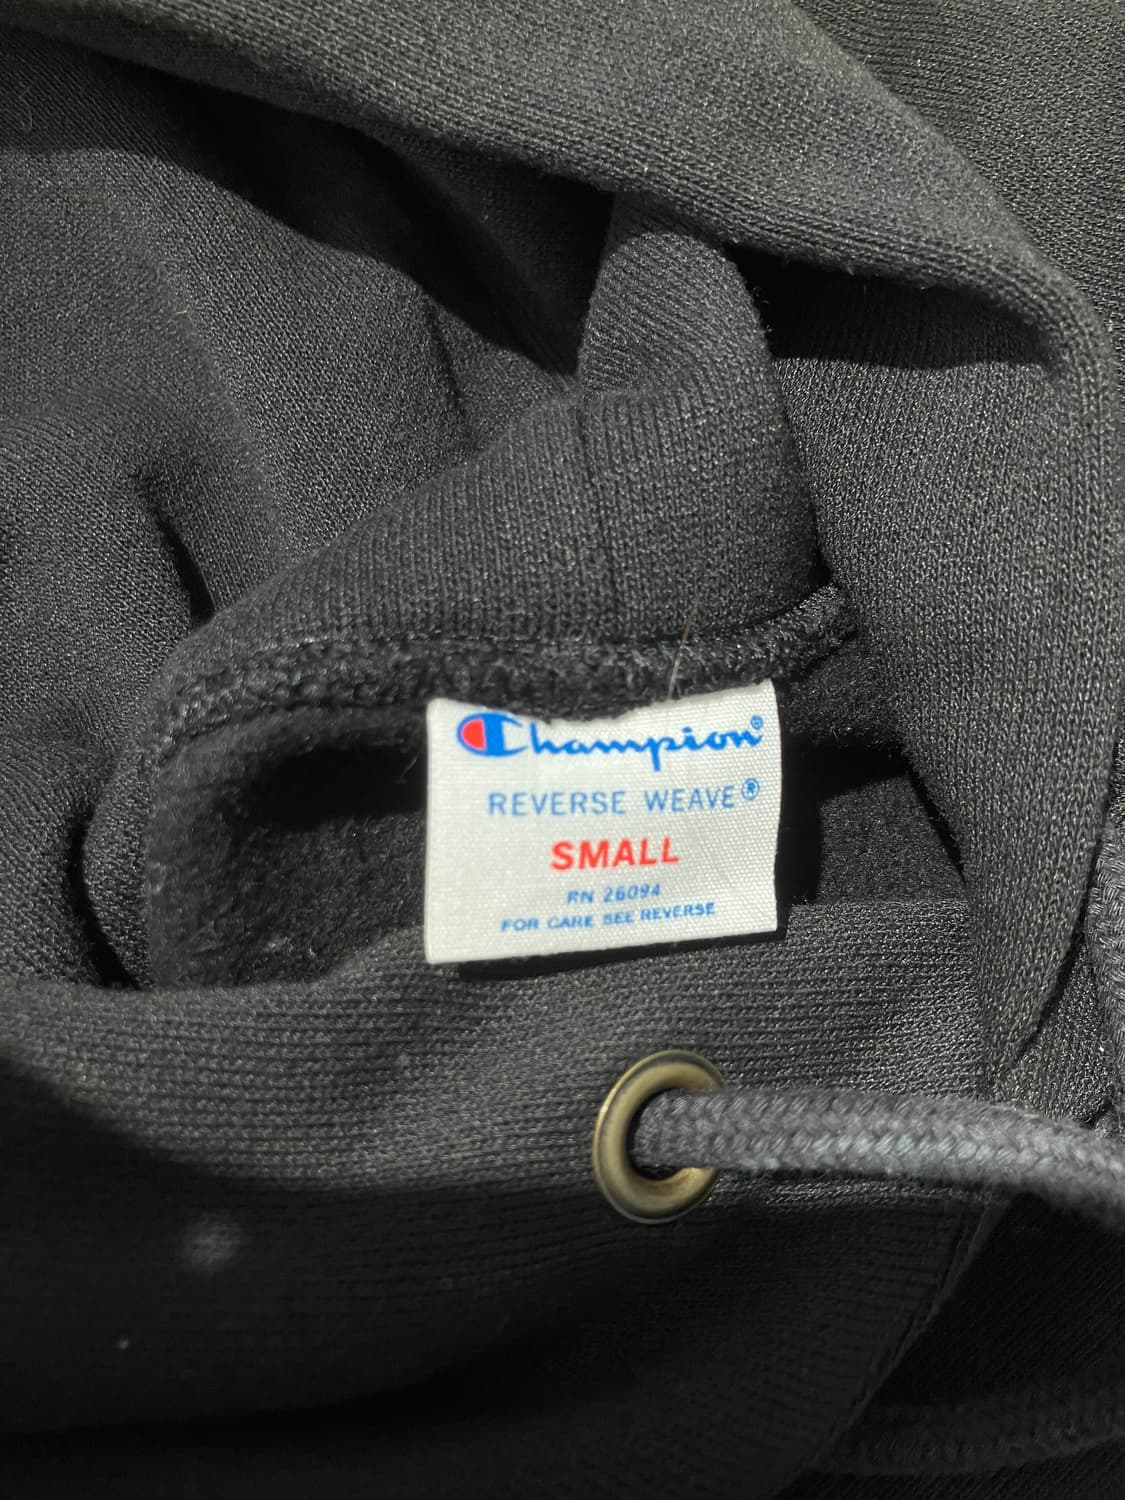 Champion®
REVERSE WEAVE®
SMALL
RN 26094
FOR CARE SEE REVERSE